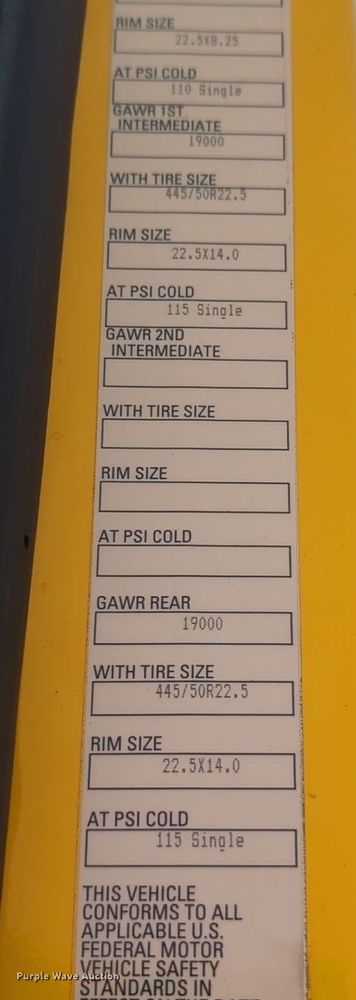 RIM SIZE
22.5X8.25
AT PSI COLD
110 Single
GAWR 1ST
INTERMEDIATE
19000
WITH TIRE SIZE
445/50R22.5
RIM SIZE
22.5X14.0
AT PSI COLD
115 Single
GAWR 2ND
INTERMEDIATE
WITH TIRE SIZE
RIM SIZE
AT PSI COLD
GAWR REAR
19000
WITH TIRE SIZE
445/50R22.5
RIM SIZE
22.5X14.0
AT PSI COLD
115 Single
THIS VEHICLE
CONFORMS TO ALL
APPLICABLE U.S.
FEDERAL MOTOR
VEHICLE SAFETY
STANDARDS IN
Purple Wave Auction